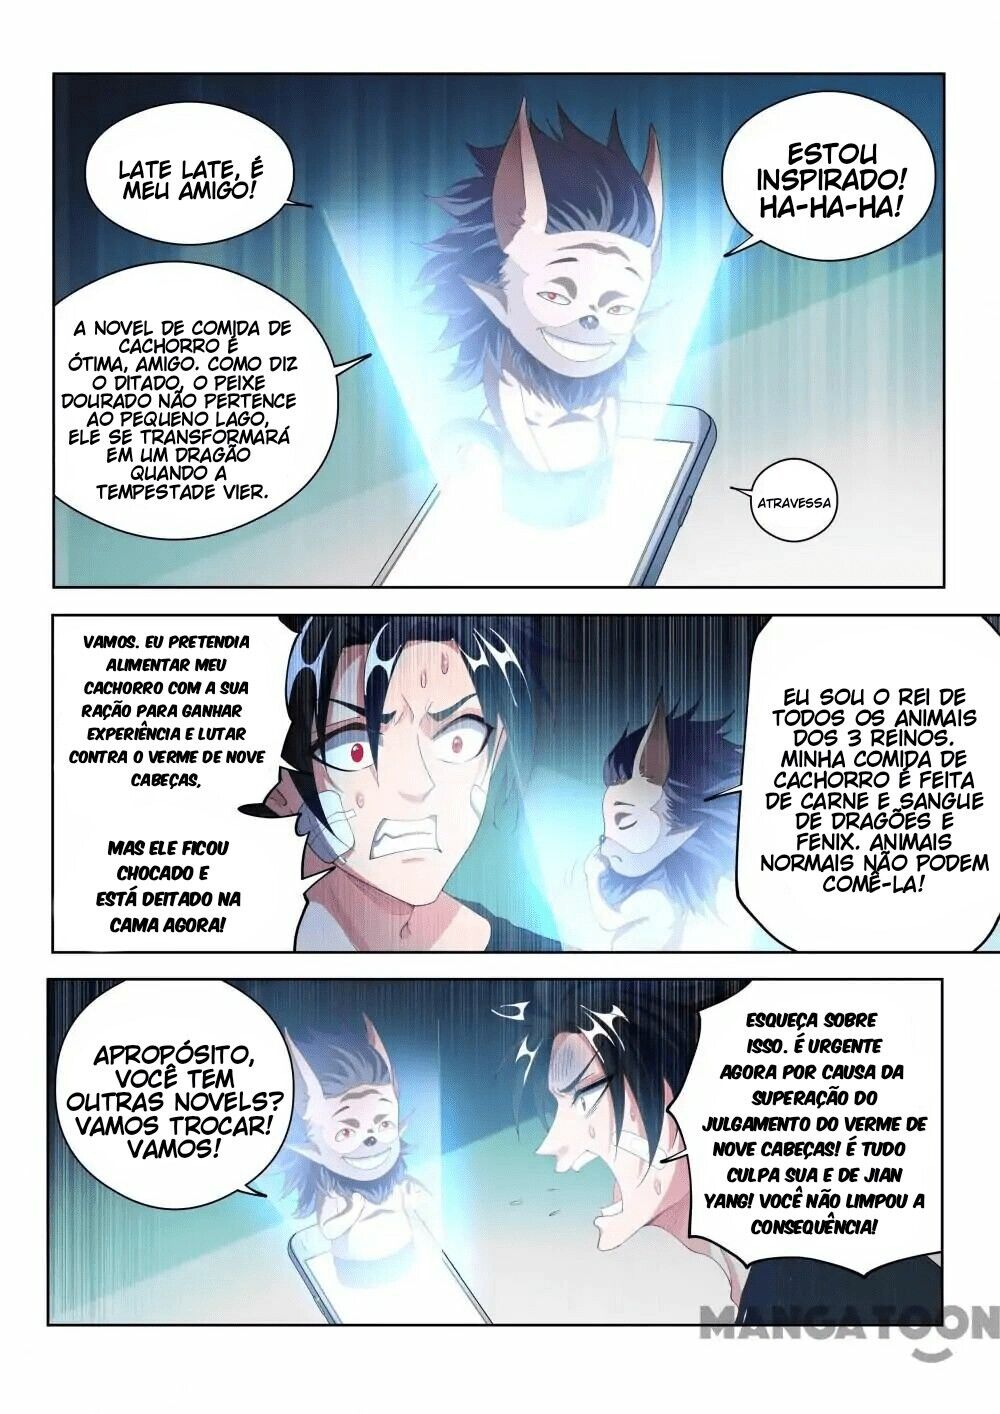 LATE LATE, É
MEU AMIGO!
ESTOU
INSPIRADO!
HA-HA-HA!
A NOVEL DE COMIDA DE
CACHORRO É
ÓTIMA, AMIGO. COMO DIZ
O DITADO, O PEIXE
DOURADO NÃO PERTENCE
AO PEQUENO LAGO,
ELE SE TRANSFORMARÁ
EM UM DRAGÃO
QUANDO A
TEMPESTADE VIER.
ATRAVESSA
VAMOS. EU PRETENDIA
ALIMENTAR MEU
CACHORRO COM A SUA
RAÇÃO PARA GANHAR
EXPERIÊNCIA E LUTAR
CONTRA O VERME DE NOVE
CABEÇAS,
MAS ELE FICOU
CHOCADO E
ESTÁ DEITADO NA
CAMA AGORA!
EU SOU O REI DE
TODOS OS ANIMAIS
DOS 3 REINOS.
MINHA COMIDA DE
CACHORRO É FEITA
DE CARNE E SANGUE
DE DRAGÕES E
FENIX. ANIMAIS
NORMAIS NÃO PODEM
COMÊ-LA!
APROPÓSITO,
VOCÊ TEM
OUTRAS NOVELS?
VAMOS TROCAR!
VAMOS!
ESQUEÇA SOBRE
ISSO. É URGENTE
AGORA POR CAUSA DA
SUPERAÇÃO DO
JULGAMENTO DO VERME DE
NOVE CABEÇAS! É TUDO
CULPA SUA E DE JIAN
YANG! VOCÊ NÃO LIMPOU A
CONSEQUÊNCIA!
MANGATOON